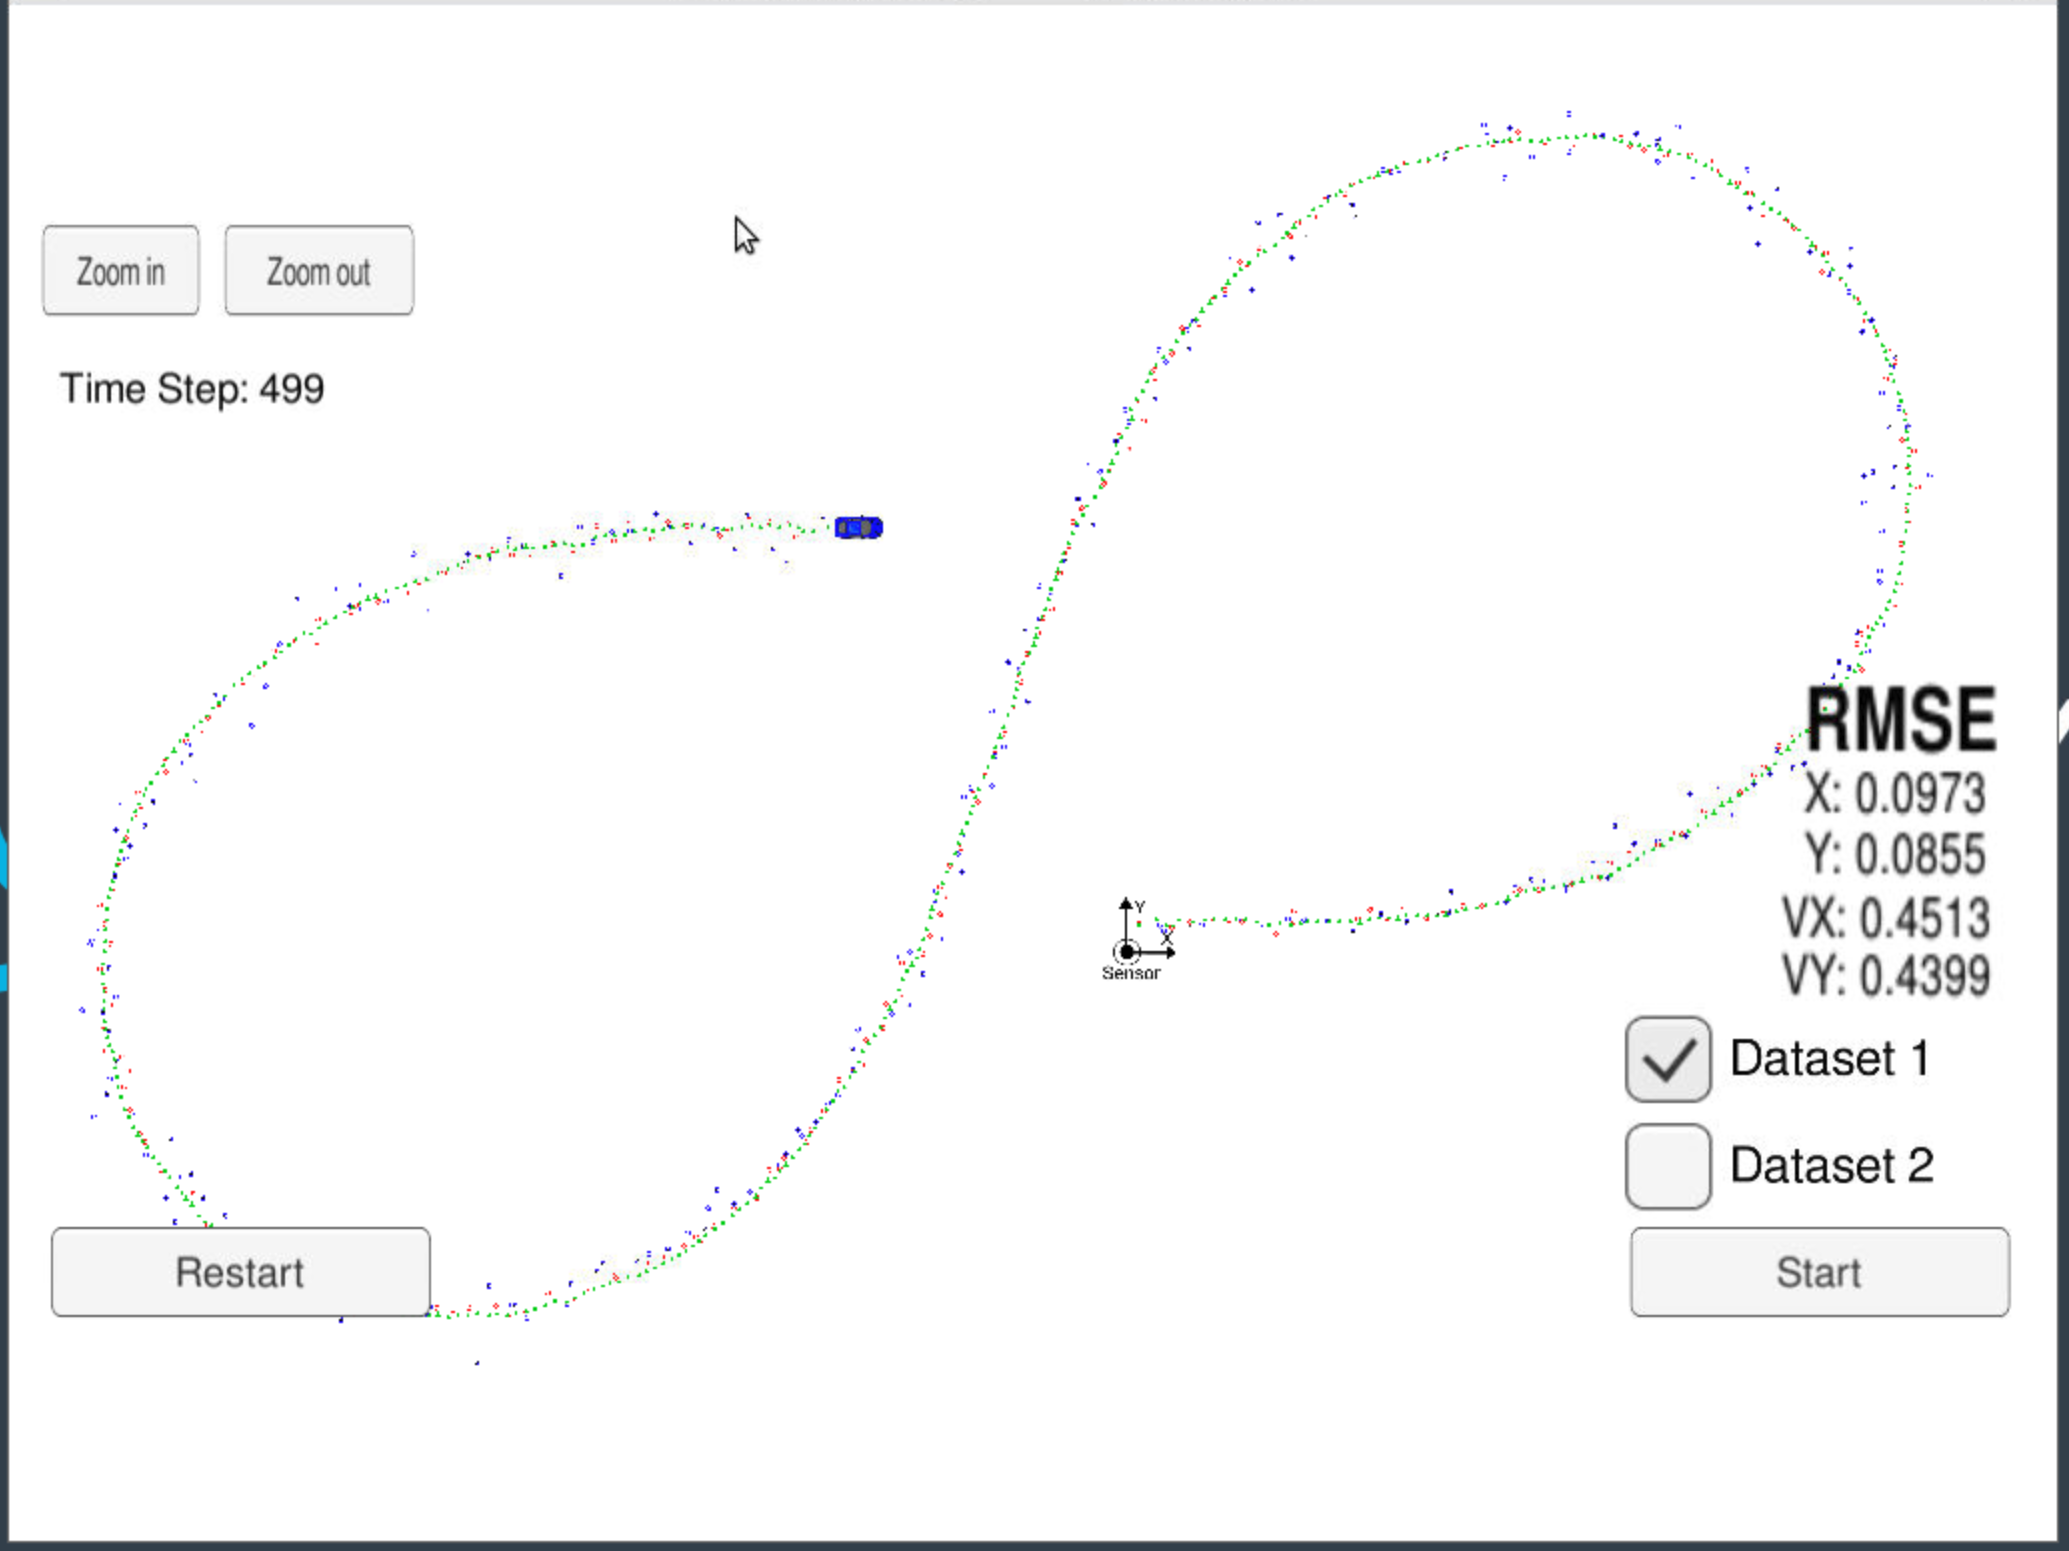 Zoom in
Zoom out
Time Step: 499
RMSE
X: 0.0973
Y: 0.0855
VX: 0.4513
VY: 0.4399
Y
X
Sensor
Dataset 1
Dataset 2
Restart
Start